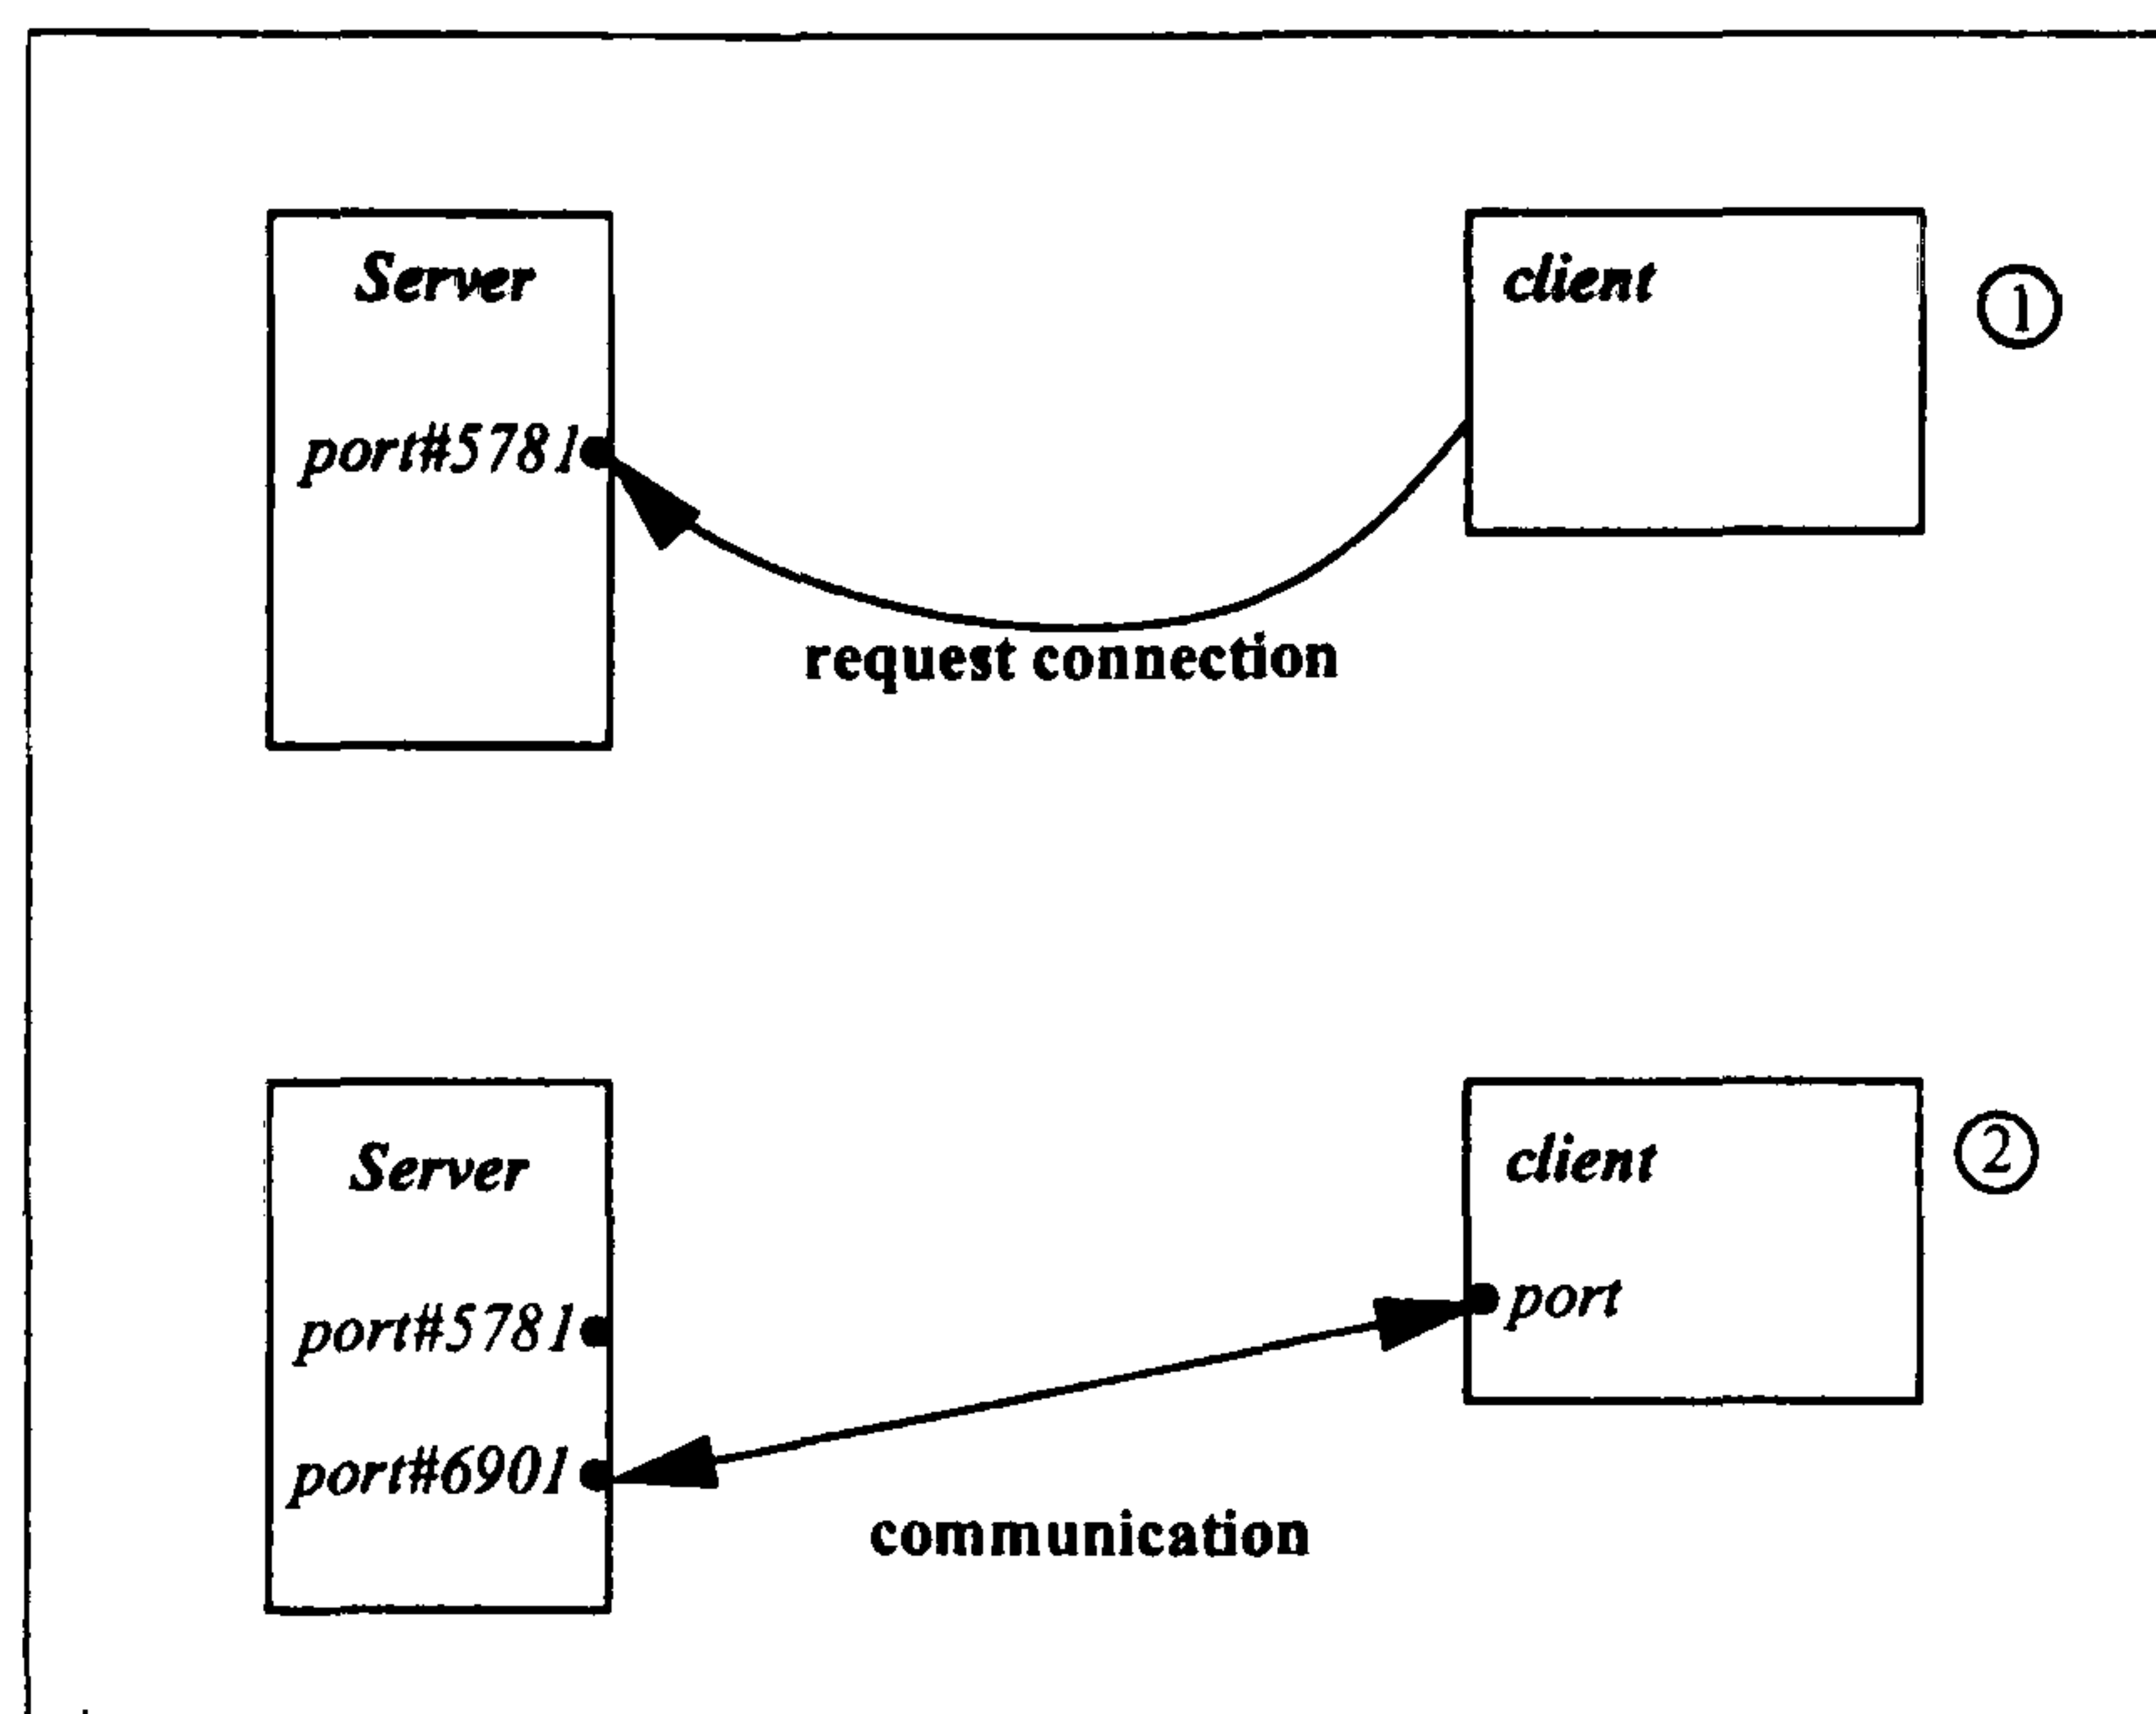 Server
client
①
port#5781
request connection
Server
client
②
port
port#5781
port#6901
communication